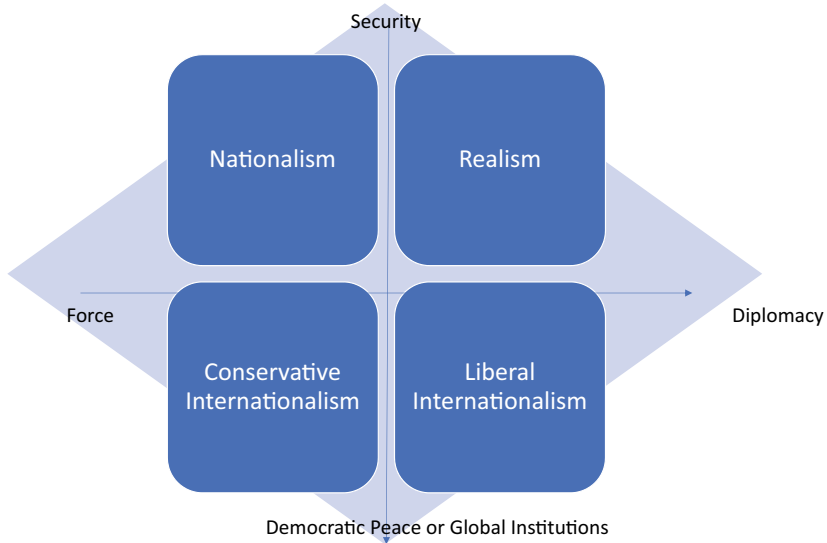 Security
Nationalism
Realism
Force
Diplomacy
Conservative
Internationalism
Liberal
Internationalism
Democratic Peace or Global Institutions